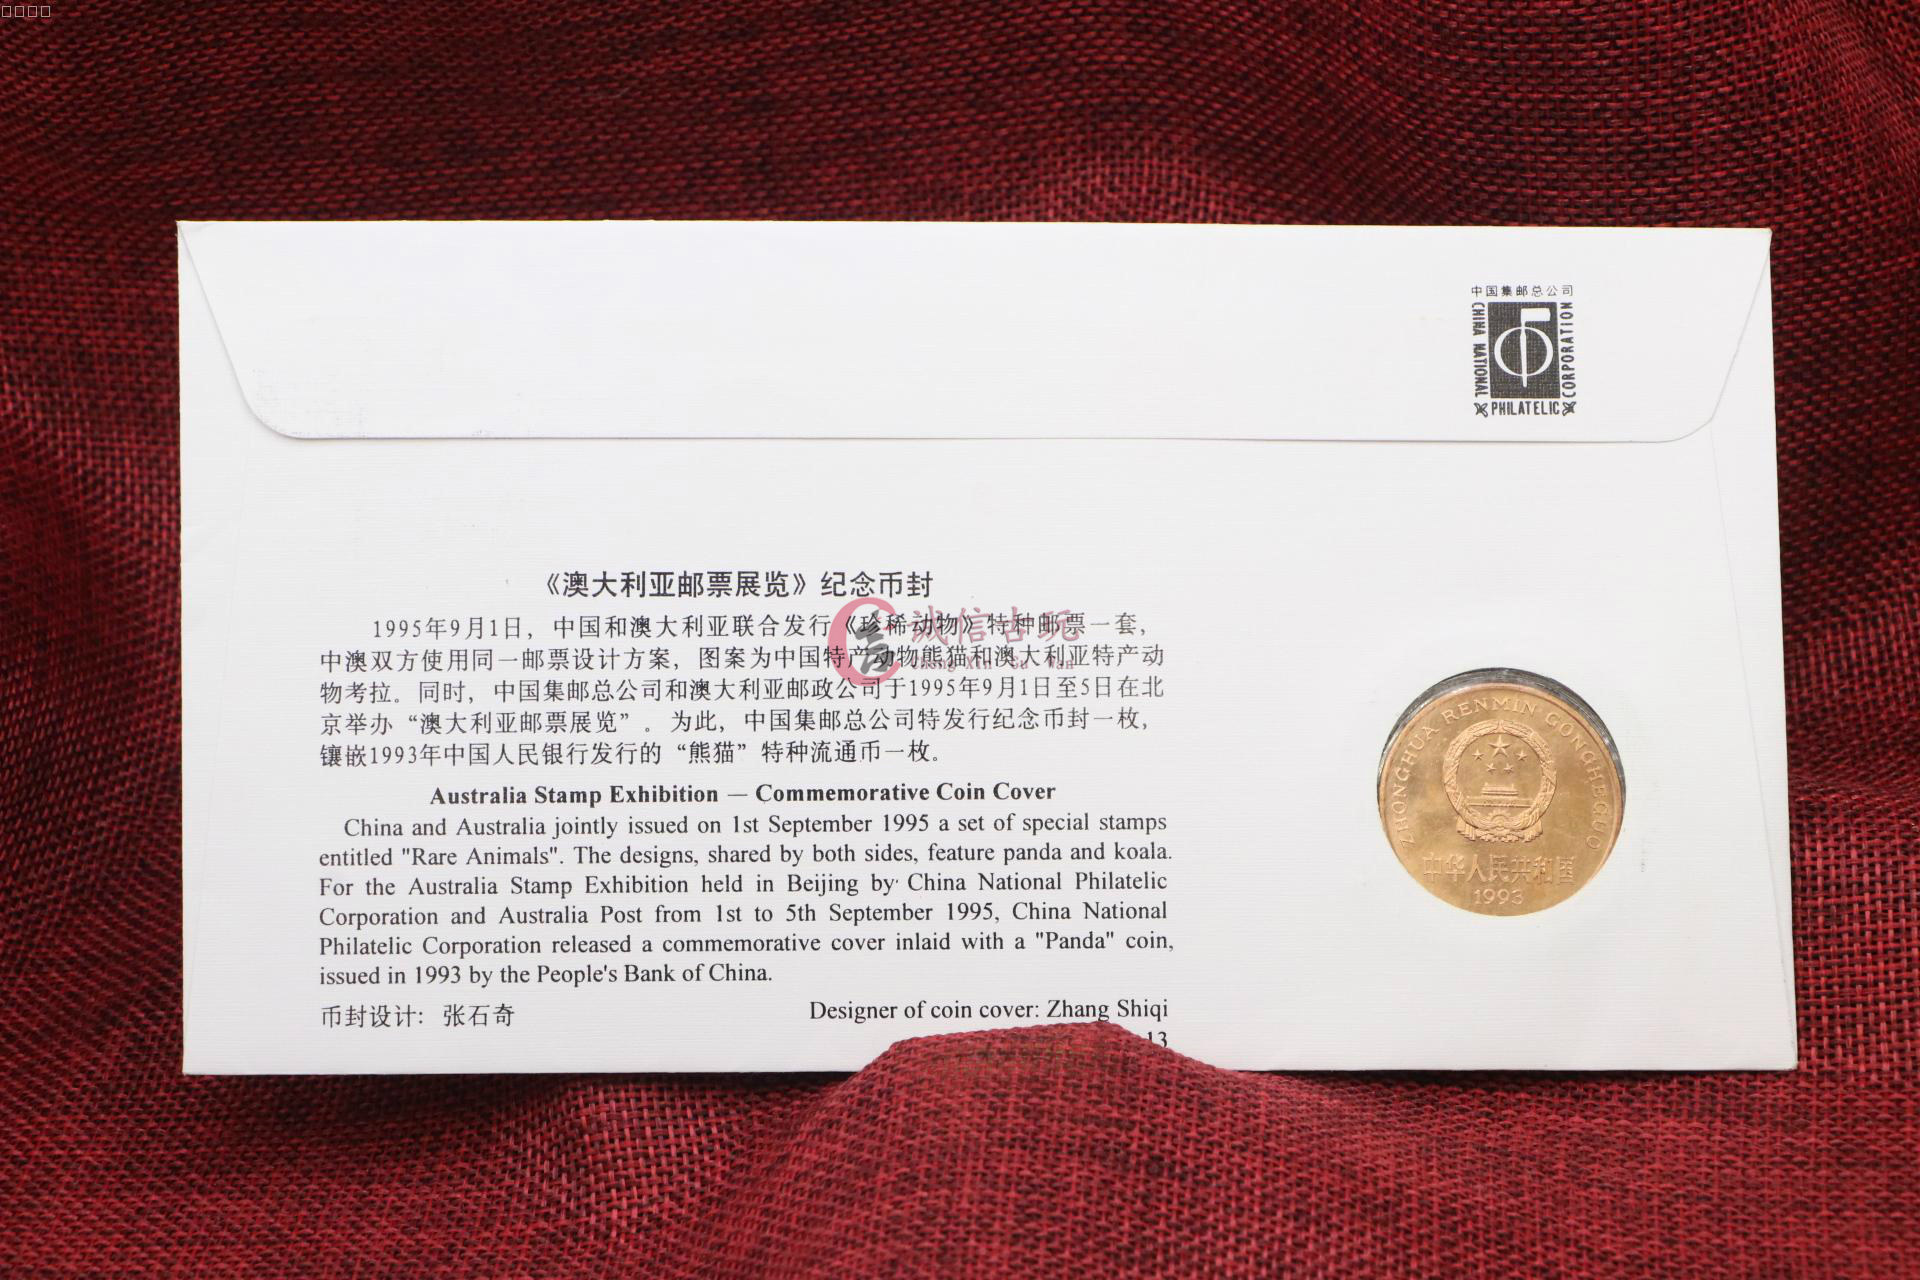 中国集邮总公司
CHINA NATIONAL
PHILATELIC
CORPORATION
《澳大利亚邮票展览》纪念币封
1995年9月1日，中国和澳大利亚联合发行《珍稀动物》特种邮票一套，
中澳双方使用同一邮票设计方案，图案为中国特产动物熊猫和澳大利亚特产动
物考拉。同时，中国集邮总公司和澳大利亚邮政公司于1995年9月1日至5日在北
京举办“澳大利亚邮票展览”。为此，中国集邮总公司特发行纪念币封一枚，
镶嵌1993年中国人民银行发行的“熊猫”特种流通币一枚。
诚信古玩
Cheng Xin Gu Wan
Australia Stamp Exhibition — Commemorative Coin Cover
China and Australia jointly issued on 1st September 1995 a set of special stamps
entitled "Rare Animals". The designs, shared by both sides, feature panda and koala.
For the Australia Stamp Exhibition held in Beijing by China National Philatelic
Corporation and Australia Post from 1st to 5th September 1995, China National
Philatelic Corporation released a commemorative cover inlaid with a "Panda" coin,
issued in 1993 by the People's Bank of China.
币封设计：张石奇
Designer of coin cover: Zhang Shiqi
13
ZHONGHUA RENMIN GONGHEGUO
中华人民共和国
1993